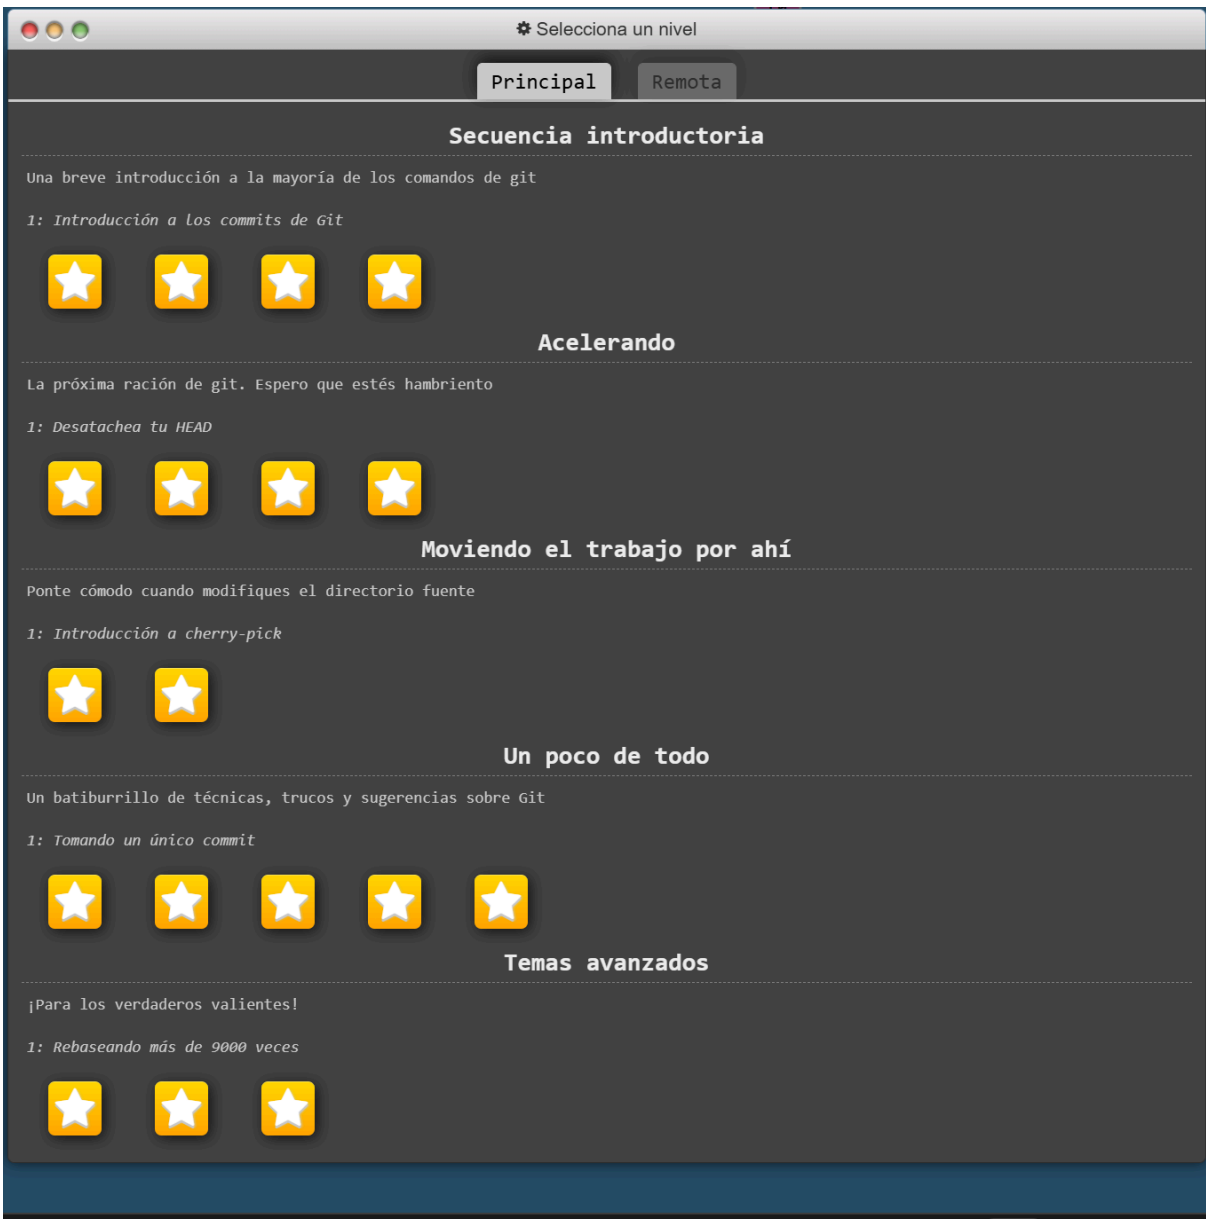 Selecciona un nivel
Principal
Remota
Secuencia introductoria
Una breve introducción a la mayoría de los comandos de git
1: Introducción a los commits de Git
Acelerando
La próxima ración de git. Espero que estés hambriento
1: Desatachea tu HEAD
Moviendo el trabajo por ahí
Ponte cómodo cuando modifiques el directorio fuente
1: Introducción a cherry-pick
Un poco de todo
Un batiburrillo de técnicas, trucos y sugerencias sobre Git
1: Tomando un único commit
Temas avanzados
¡Para los verdaderos valientes!
1: Rebaseando más de 9000 veces